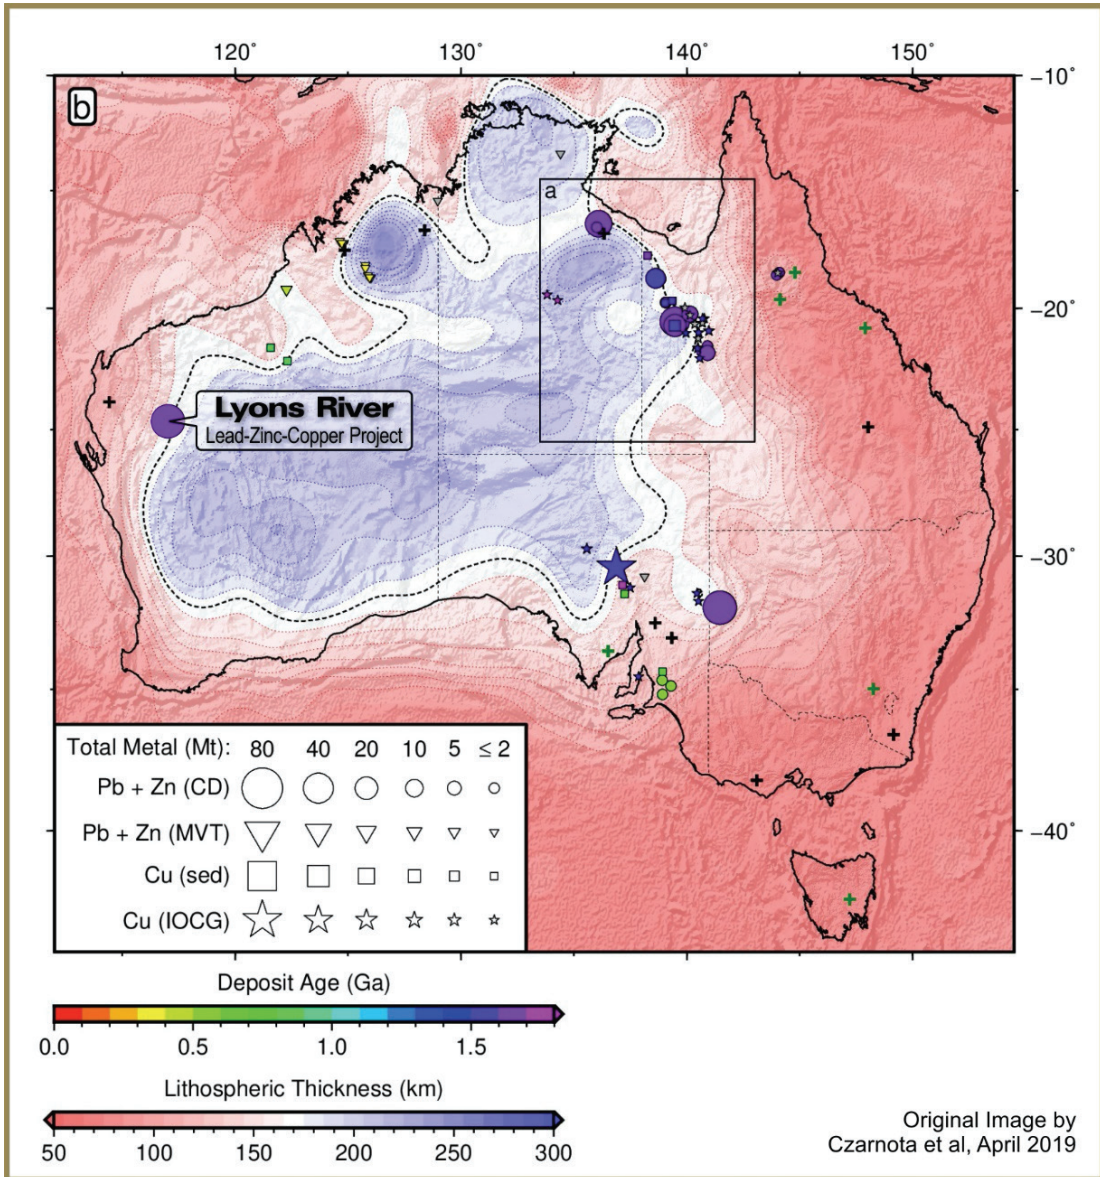 120° 130° 140° 150°
b
−10°
a
−20°
Lyons River
Lead-Zinc-Copper Project
−30°
Total Metal (Mt): 80 40 20 10 5 ≤ 2
Pb + Zn (CD)
Pb + Zn (MVT)
−40°
Cu (sed)
Cu (IOCG)
Deposit Age (Ga)
0.0 0.5 1.0 1.5
Lithospheric Thickness (km)
50 100 150 200 250 300
Original Image by
Czarnota et al, April 2019